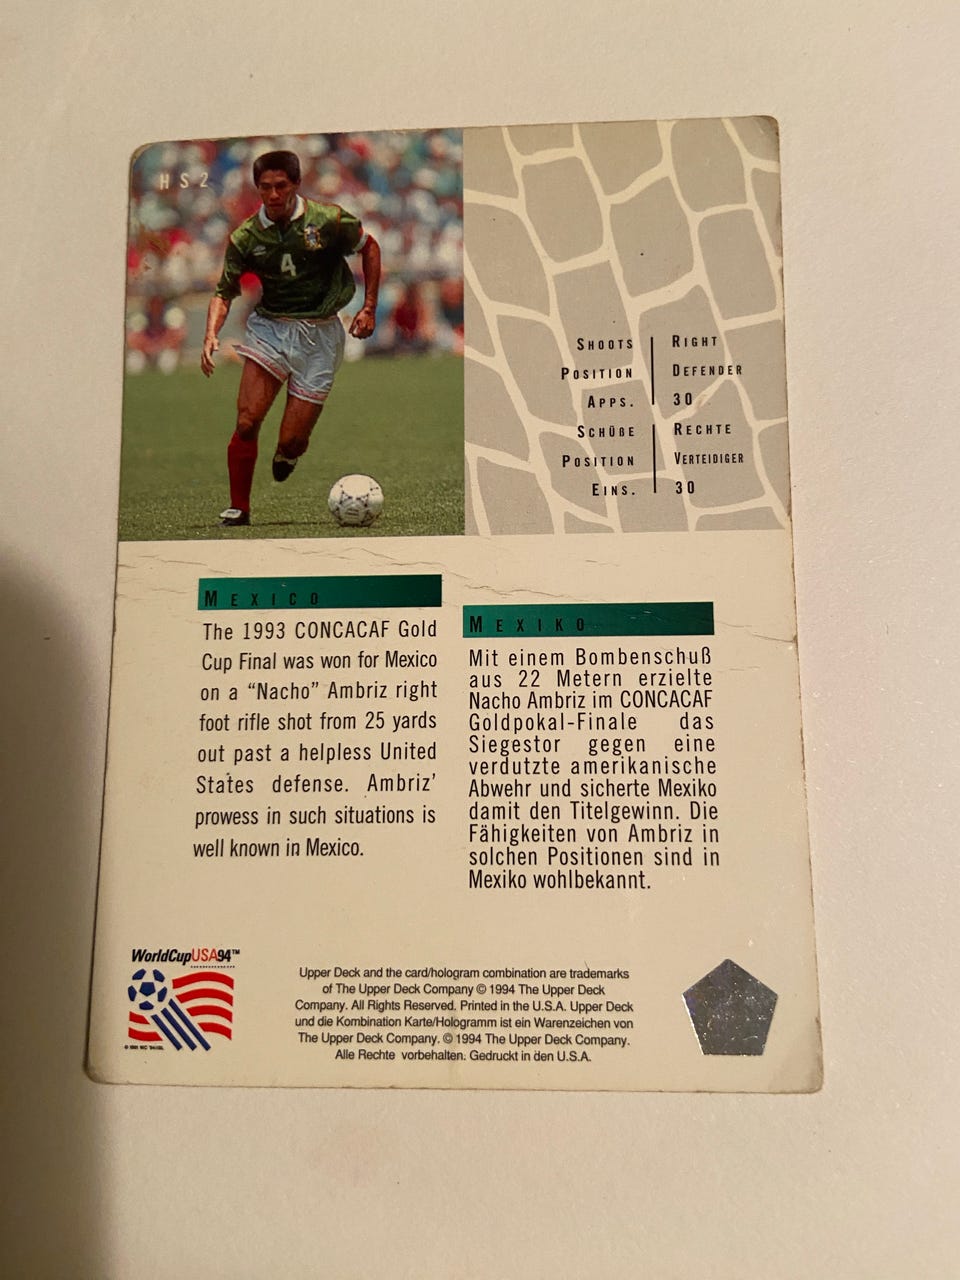 HS2
4
SHOOTS RIGHT
POSITION DEFENDER
APPS. 30
SCHÜßE RECHTE
POSITION VERTEIDIGER
EINS. 30
MEXICO
The 1993 CONCACAF Gold
Cup Final was won for Mexico
on a “Nacho” Ambriz right
foot rifle shot from 25 yards
out past a helpless United
States defense. Ambriz’
prowess in such situations is
well known in Mexico.
MEXIKO
Mit einem Bombenschuß
aus 22 Metern erzielte
Nacho Ambriz im CONCACAF
Goldpokal-Finale das
Siegestor gegen eine
verdutzte amerikanische
Abwehr und sicherte Mexiko
damit den Titelgewinn. Die
Fähigkeiten von Ambriz in
solchen Positionen sind in
Mexiko wohlbekannt.
WorldCupUSA94™
Upper Deck and the card/hologram combination are trademarks
of The Upper Deck Company © 1994 The Upper Deck
Company. All Rights Reserved. Printed in the U.S.A. Upper Deck
und die Kombination Karte/Hologramm ist ein Warenzeichen von
The Upper Deck Company. © 1994 The Upper Deck Company.
Alle Rechte vorbehalten. Gedruckt in den U.S.A.